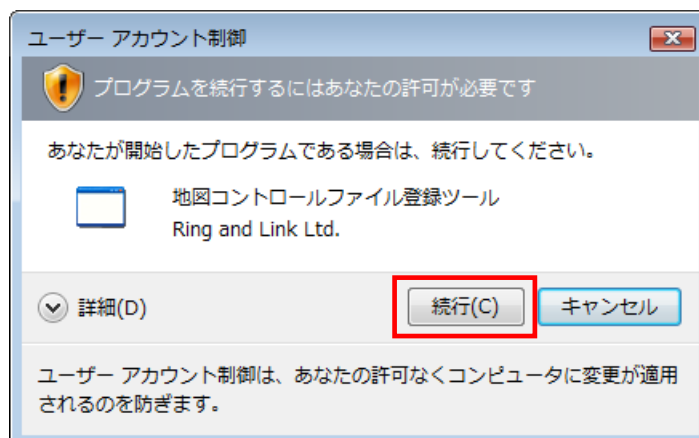 ユーザー アカウント制御
プログラムを続行するにはあなたの許可が必要です
あなたが開始したプログラムである場合は、続行してください。
地図コントロールファイル登録ツール
Ring and Link Ltd.
詳細(D)
続行(C)
キャンセル
ユーザー アカウント制御は、あなたの許可なくコンピュータに変更が適用
されるのを防ぎます。